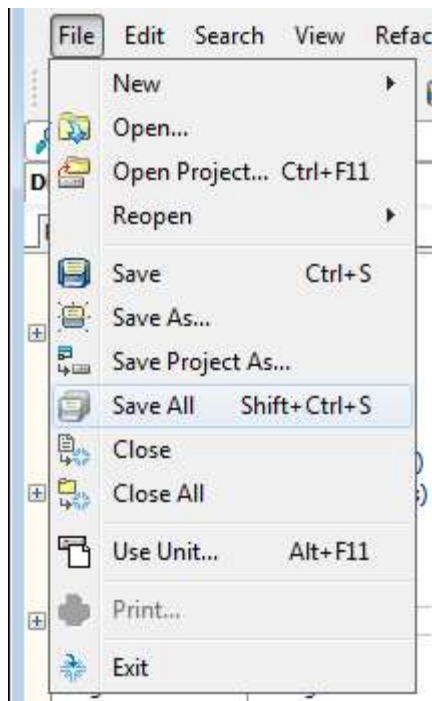 File Edit Search View Refac
New
Open...
Open Project... Ctrl+F11
Reopen
Save Ctrl+S
Save As...
Save Project As...
Save All Shift+Ctrl+S
Close
Close All
Use Unit... Alt+F11
Print...
Exit